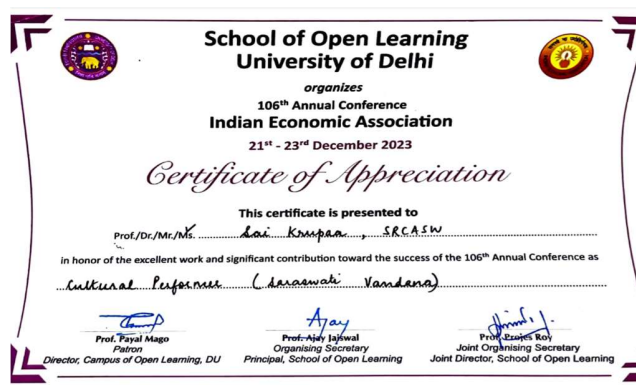 School of Open Learning
University of Delhi
organizes
106th Annual Conference
Indian Economic Association
21st - 23rd December 2023
Certificate of Appreciation
This certificate is presented to
Prof./Dr./Mr./Ms. Sai Krupaa, SRCASW
in honor of the excellent work and significant contribution toward the success of the 106th Annual Conference as
Cultural Performer (Saraswati Vandana)
Ajay
Prof. Payal Mago Prof. Ajay Jaiswal Prof. Projes Roy
Patron Organising Secretary Joint Organising Secretary
Director, Campus of Open Learning, DU Principal, School of Open Learning Joint Director, School of Open Learning